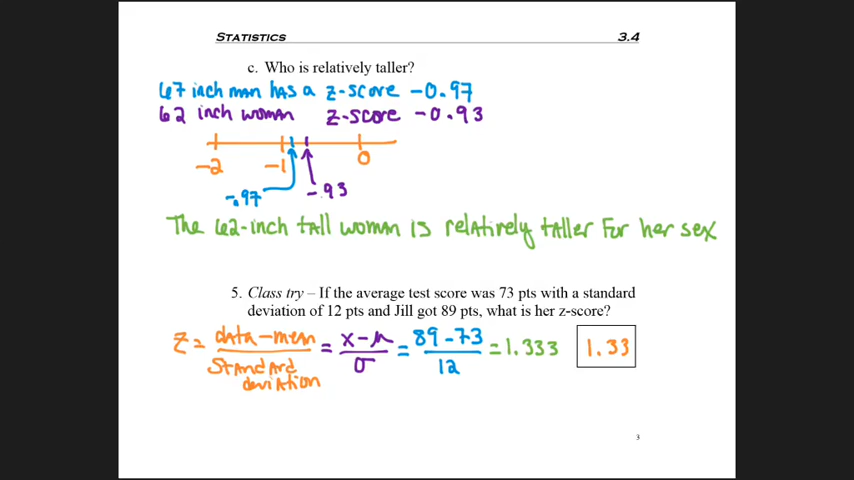 STATISTICS 3.4
c. Who is relatively taller?
67 inch man has a z-score -0.97
62 inch woman z-score -0.93
-2 -1 0
-.97 -.93
The 62-inch tall woman is relatively taller for her sex
5. Class try – If the average test score was 73 pts with a standard
deviation of 12 pts and Jill got 89 pts, what is her z-score?
z = data-mean / standard deviation = x-μ / σ = 89-73 / 12 = 1.333 1.33
3